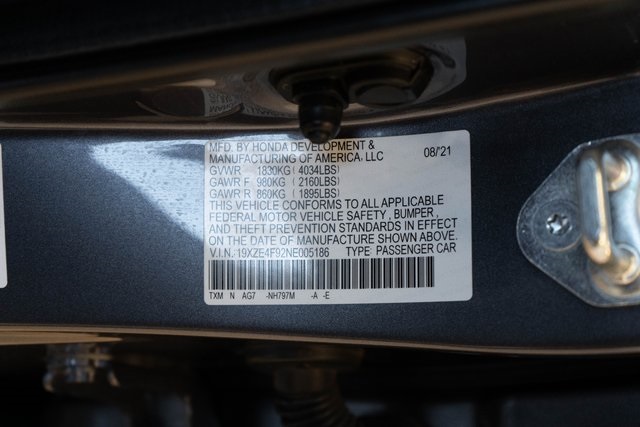 MFD. BY HONDA DEVELOPMENT &
MANUFACTURING OF AMERICA, LLC 08/'21
GVWR 1830KG ( 4034LBS)
GAWR F 980KG ( 2160LBS)
GAWR R 860KG ( 1895LBS)
THIS VEHICLE CONFORMS TO ALL APPLICABLE
FEDERAL MOTOR VEHICLE SAFETY , BUMPER ,
AND THEFT PREVENTION STANDARDS IN EFFECT
ON THE DATE OF MANUFACTURE SHOWN ABOVE.
V.I.N.: 19XZE4F92NE005186 TYPE: PASSENGER CAR
TXM N AG7 -NH797M -A -E